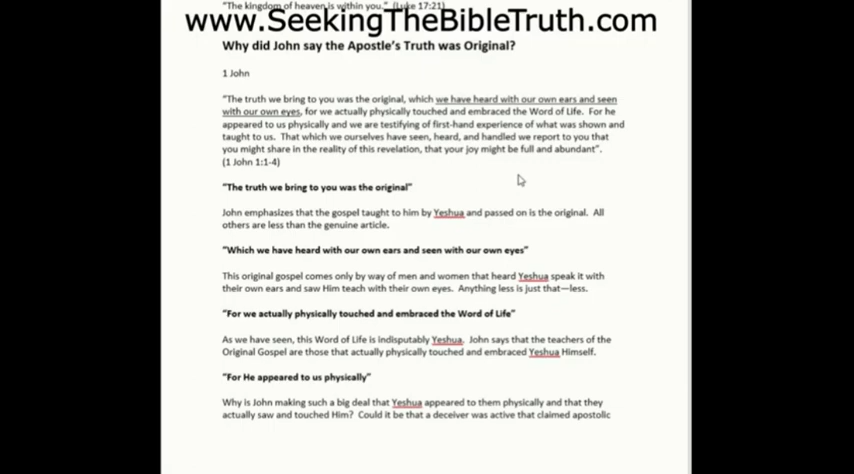 "The kingdom of heaven is within you." (Luke 17:21)
www.SeekingTheBibleTruth.com
Why did John say the Apostle's Truth was Original?
1 John
"The truth we bring to you was the original, which we have heard with our own ears and seen
with our own eyes, for we actually physically touched and embraced the Word of Life. For he
appeared to us physically and we are testifying of first-hand experience of what was shown and
taught to us. That which we ourselves have seen, heard, and handled we report to you that
you might share in the reality of this revelation, that your joy might be full and abundant".
(1 John 1:1-4)
"The truth we bring to you was the original"
John emphasizes that the gospel taught to him by Yeshua and passed on is the original. All
others are less than the genuine article.
"Which we have heard with our own ears and seen with our own eyes"
This original gospel comes only by way of men and women that heard Yeshua speak it with
their own ears and saw Him teach with their own eyes. Anything less is just that—less.
"For we actually physically touched and embraced the Word of Life"
As we have seen, this Word of Life is indisputably Yeshua. John says that the teachers of the
Original Gospel are those that actually physically touched and embraced Yeshua Himself.
"For He appeared to us physically"
Why is John making such a big deal that Yeshua appeared to them physically and that they
actually saw and touched Him? Could it be that a deceiver was active that claimed apostolic